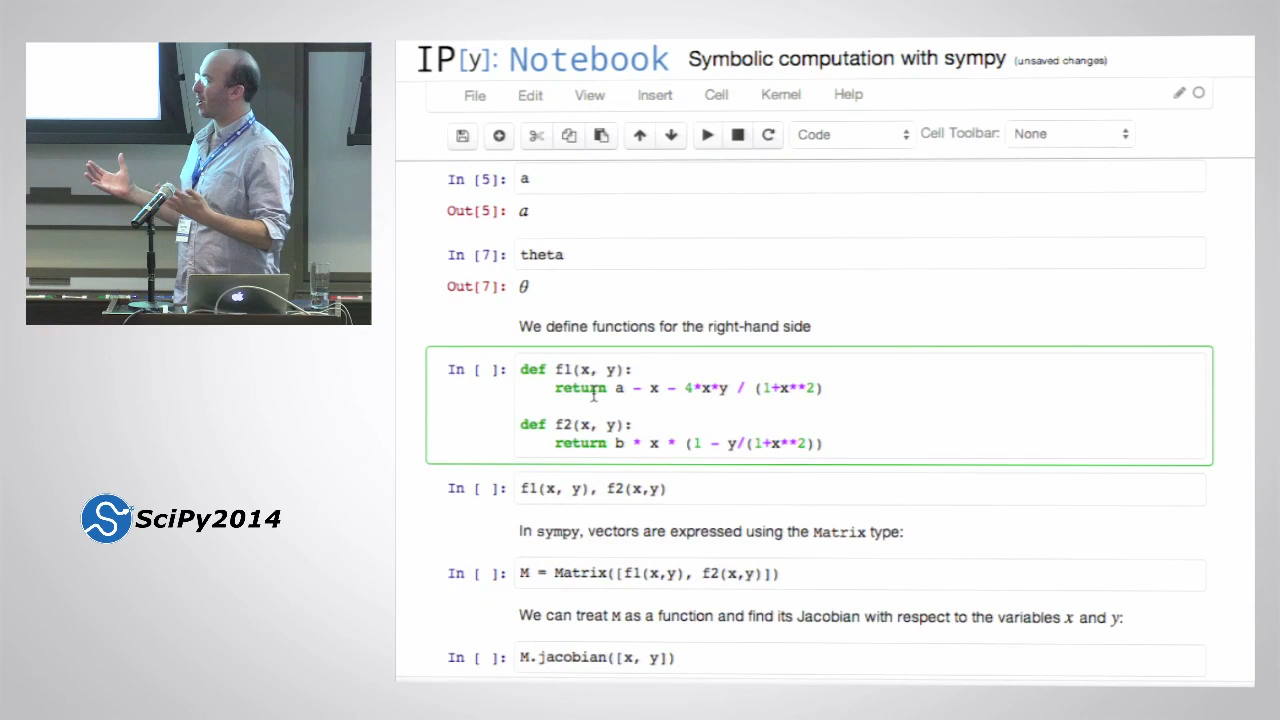 IP[y]: Notebook Symbolic computation with sympy (unsaved changes)
File Edit View Insert Cell Kernel Help
Code Cell Toolbar: None
In [5]: a
Out[5]: a
In [7]: theta
Out[7]: θ
We define functions for the right-hand side
In [ ]: def f1(x, y):
return a - x - 4*x*y / (1+x**2)
def f2(x, y):
return b * x * (1 - y/(1+x**2))
In [ ]: f1(x, y), f2(x,y)
In sympy, vectors are expressed using the Matrix type:
In [ ]: M = Matrix([f1(x,y), f2(x,y)])
We can treat M as a function and find its Jacobian with respect to the variables x and y:
In [ ]: M.jacobian([x, y])
SciPy2014